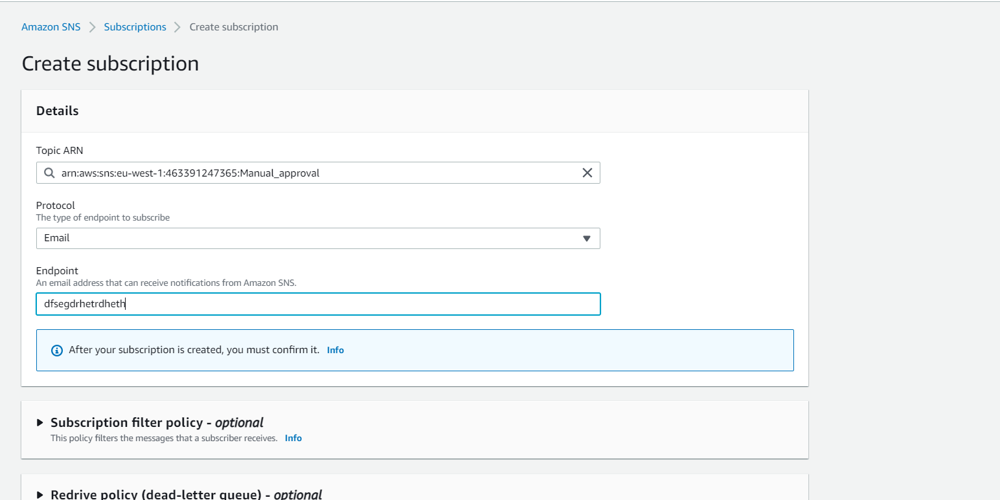 Amazon SNS > Subscriptions > Create subscription
Create subscription
Details
Topic ARN
arn:aws:sns:eu-west-1:463391247365:Manual_approval
Protocol
The type of endpoint to subscribe
Email
Endpoint
An email address that can receive notifications from Amazon SNS.
dfsegdrhetrdheth
After your subscription is created, you must confirm it. Info
Subscription filter policy - optional
This policy filters the messages that a subscriber receives. Info
Redrive policy (dead-letter queue) - optional